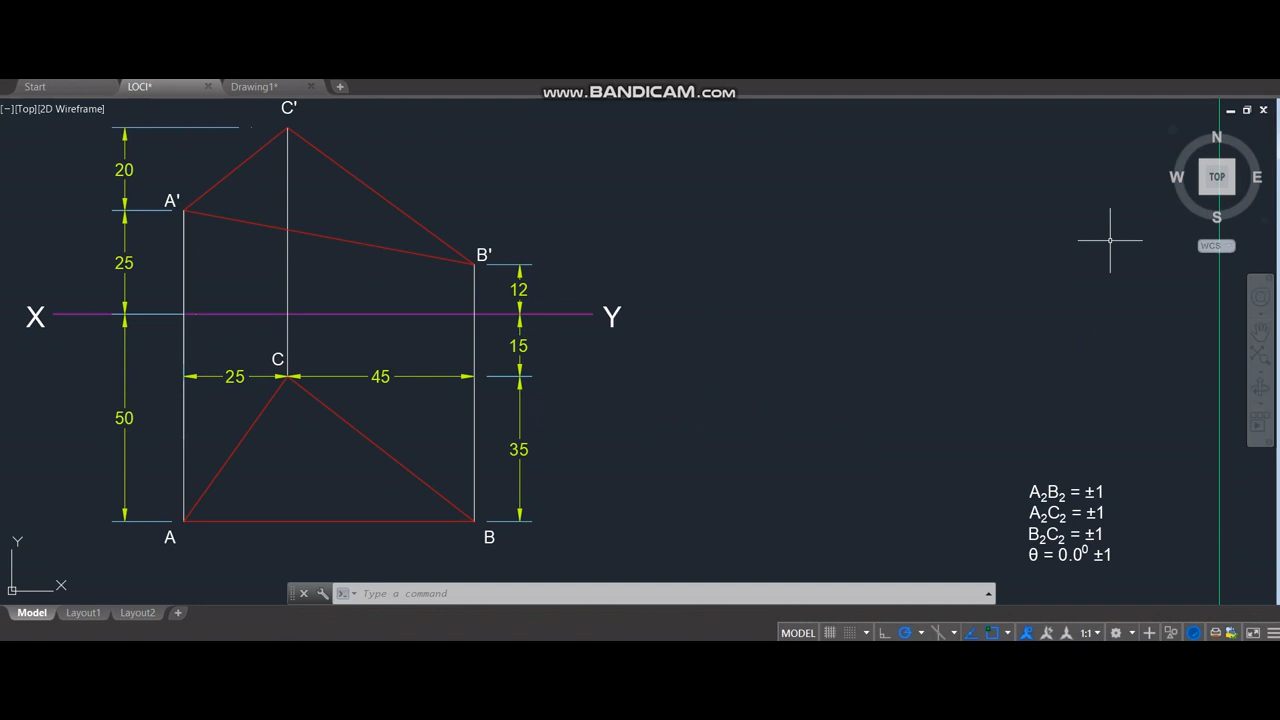 www.BANDICAM.com
Start
LOCI*
Drawing1*
[−][Top][2D Wireframe]
C'
20
A'
25
B'
12
X
Y
15
C
25
45
50
35
A
B
N
W
TOP
E
S
WCS
A₂B₂ = ±1
A₂C₂ = ±1
B₂C₂ = ±1
θ = 0.0⁰ ±1
Y
X
Type a command
Model
Layout1
Layout2
MODEL
1:1